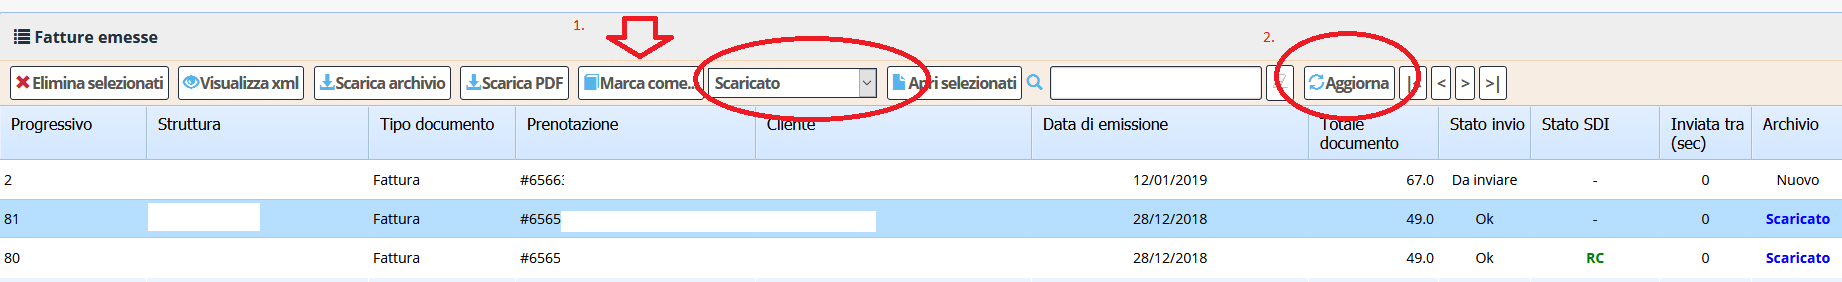 1.
2.
Fatture emesse
Elimina selezionati Visualizza xml Scarica archivio Scarica PDF Marca come... Scaricato Apri selezionati Aggiorna |< < > >|
Progressivo Struttura Tipo documento Prenotazione Cliente Data di emissione Totale documento Stato invio Stato SDI Inviata tra (sec) Archivio
2 Fattura #6566 12/01/2019 67.0 Da inviare - 0 Nuovo
81 Fattura #6565 28/12/2018 49.0 Ok - 0 Scaricato
80 Fattura #6565 28/12/2018 49.0 Ok RC 0 Scaricato